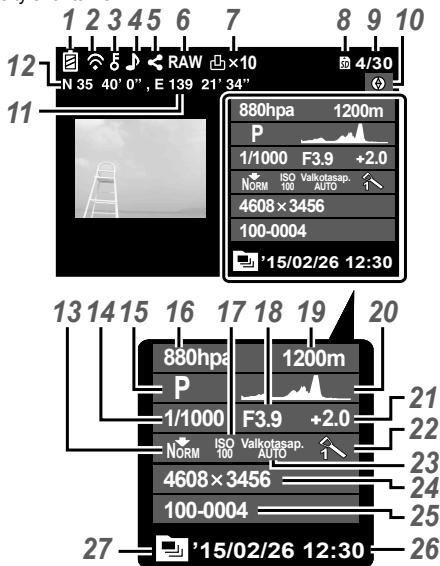 1 2 3 4 5 6 7 8 9 10
RAW ×10 SD 4/30
12 N 35 40' 0" , E 139 21' 34"
11
880hpa 1200m
P
1/1000 F3.9 +2.0
NORM ISO 100 Valkotasap. AUTO 1
4608×3456
100-0004
'15/02/26 12:30
13 14 15 16 17 18 19 20
880hpa 1200m
P
1/1000 F3.9 +2.0 21
NORM ISO 100 Valkotasap. AUTO 1 22
23
4608×3456 24
100-0004 25
27 '15/02/26 12:30 26